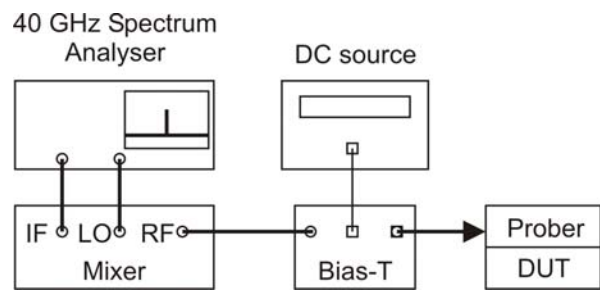 40 GHz Spectrum
Analyser
DC source
IF LO RF
Mixer
Bias-T
Prober
DUT